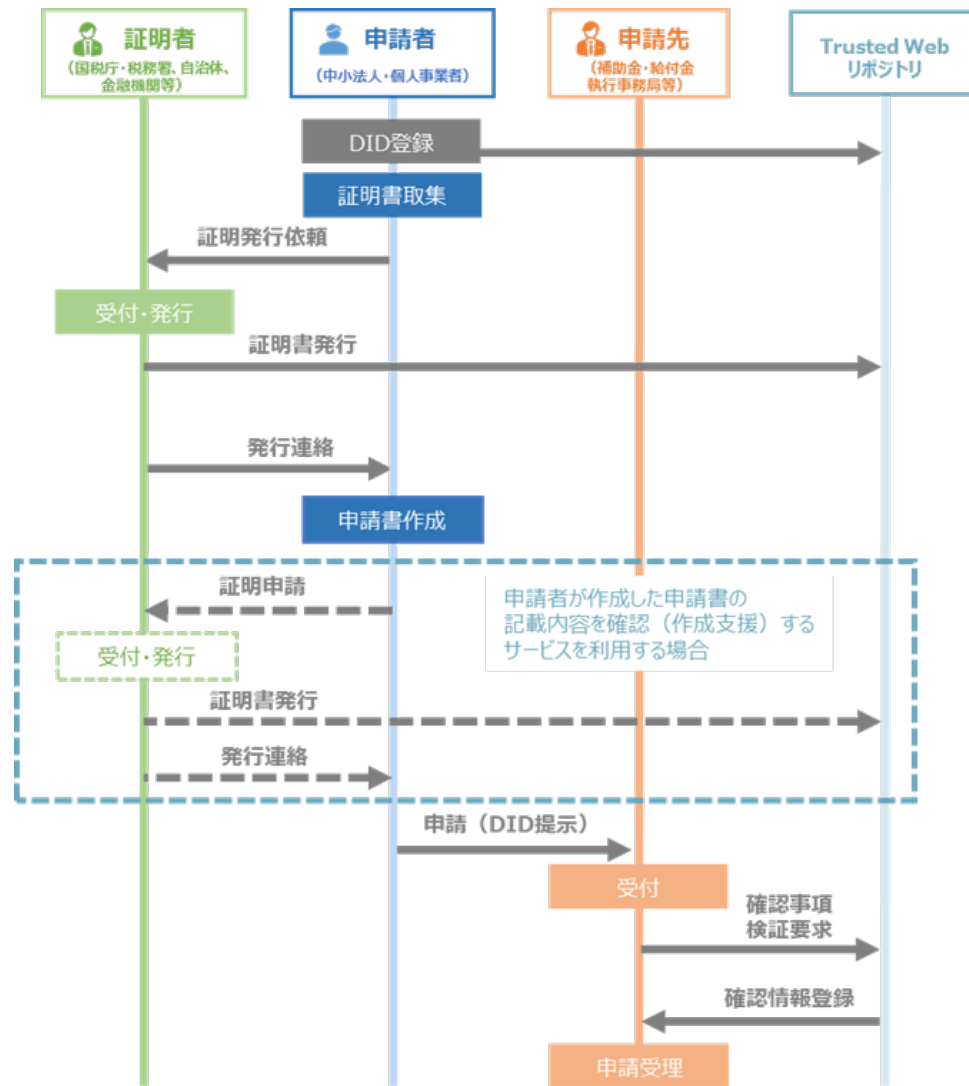 証明者
(国税庁・税務署、自治体、
金融機関等)
申請者
(中小法人・個人事業者)
申請先
(補助金・給付金
執行事務局等)
Trusted Web
リポジトリ
DID登録
証明書取集
証明発行依頼
受付・発行
証明書発行
発行連絡
申請書作成
証明申請
申請者が作成した申請書の
記載内容を確認（作成支援）する
サービスを利用する場合
受付・発行
証明書発行
発行連絡
申請（DID提示）
受付
確認事項
検証要求
確認情報登録
申請受理